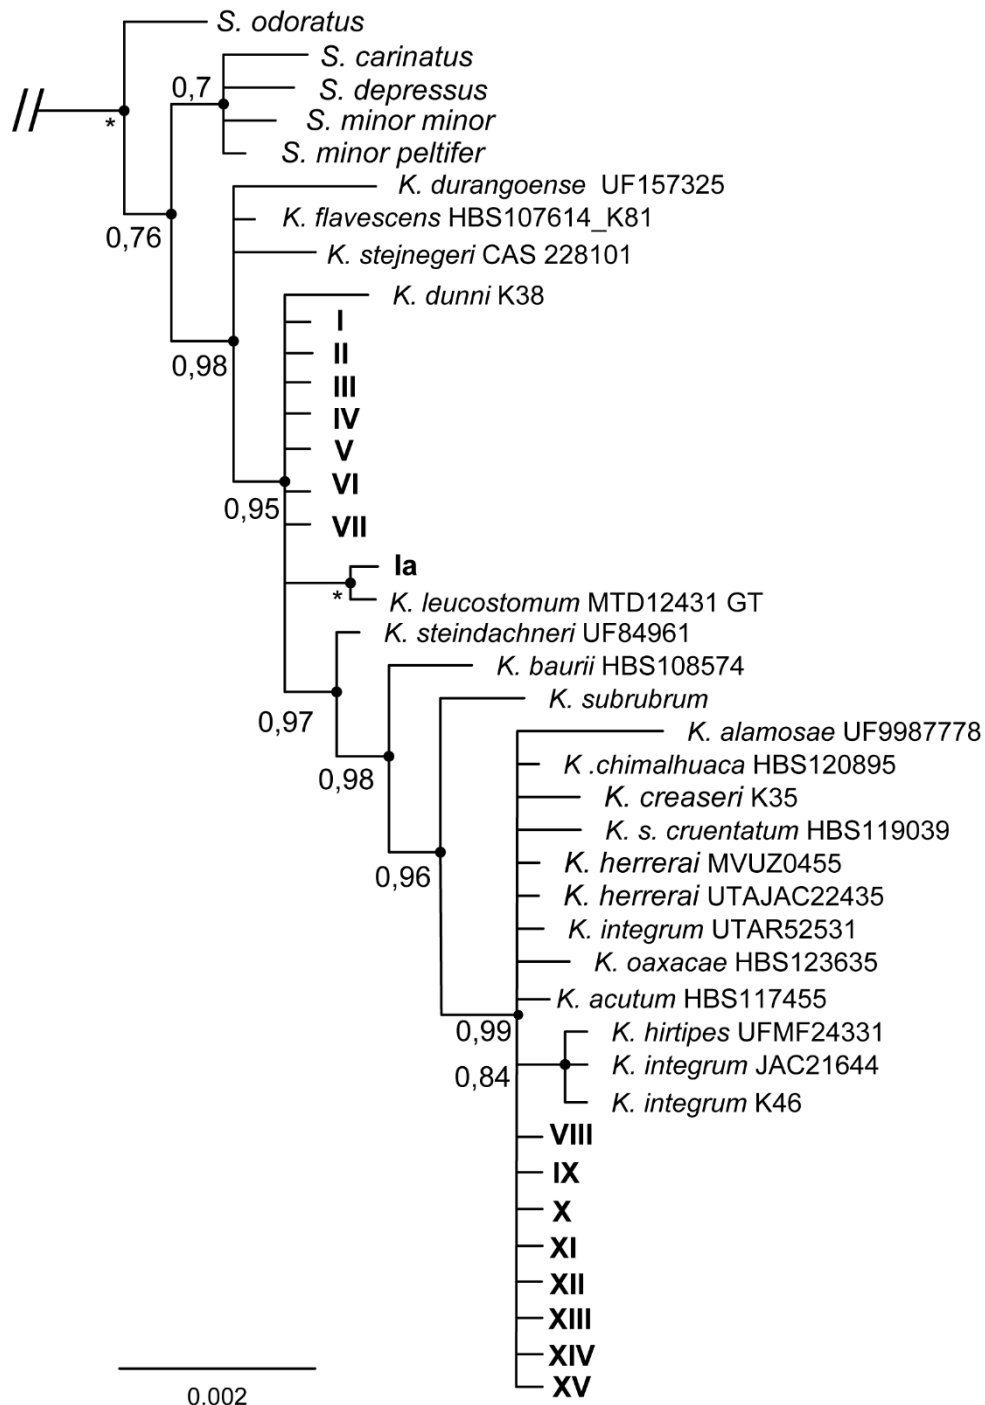 S. odoratus
S. carinatus
0,7
S. depressus
*
S. minor minor
S. minor peltifer
K. durangoense UF157325
K. flavescens HBS107614_K81
0,76
K. stejnegeri CAS 228101
K. dunni K38
I
II
0,98
III
IV
V
VI
0,95
VII
Ia
*
K. leucostomum MTD12431 GT
K. steindachneri UF84961
K. baurii HBS108574
K. subrubrum
0,97
K. alamosae UF9987778
K .chimalhuaca HBS120895
0,98
K. creaseri K35
K. s. cruentatum HBS119039
K. herrerai MVUZ0455
0,96
K. herrerai UTAJAC22435
K. integrum UTAR52531
K. oaxacae HBS123635
K. acutum HBS117455
0,99
K. hirtipes UFMF24331
K. integrum JAC21644
0,84
K. integrum K46
VIII
IX
X
XI
XII
XIII
XIV
XV
0.002